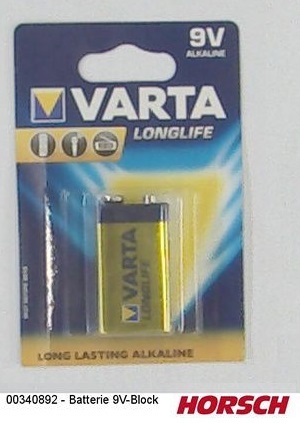 9V
ALKALINE
VARTA
LONGLIFE
VARTA
LONGLIFE
LONG LASTING ALKALINE
00340892 - Batterie 9V-Block
HORSCH